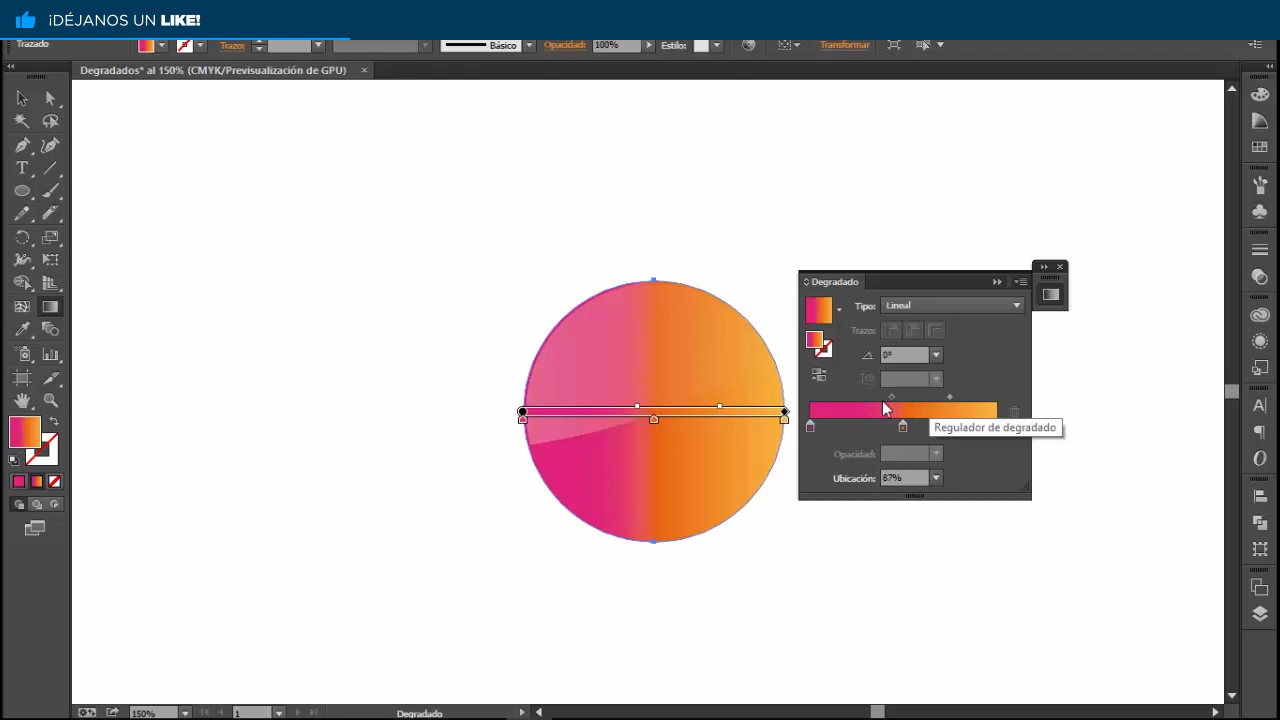 ¡DÉJANOS UN LIKE!
Trazado
Trazo:
Básico
Opacidad: 100%
Estilo:
Transformar
Degradados* al 150% (CMYK/Previsualización de GPU)
Degradado
Tipo: Lineal
Trazo:
0°
Regulador de degradado
Opacidad:
Ubicación: 87%
150%
1
Degradado